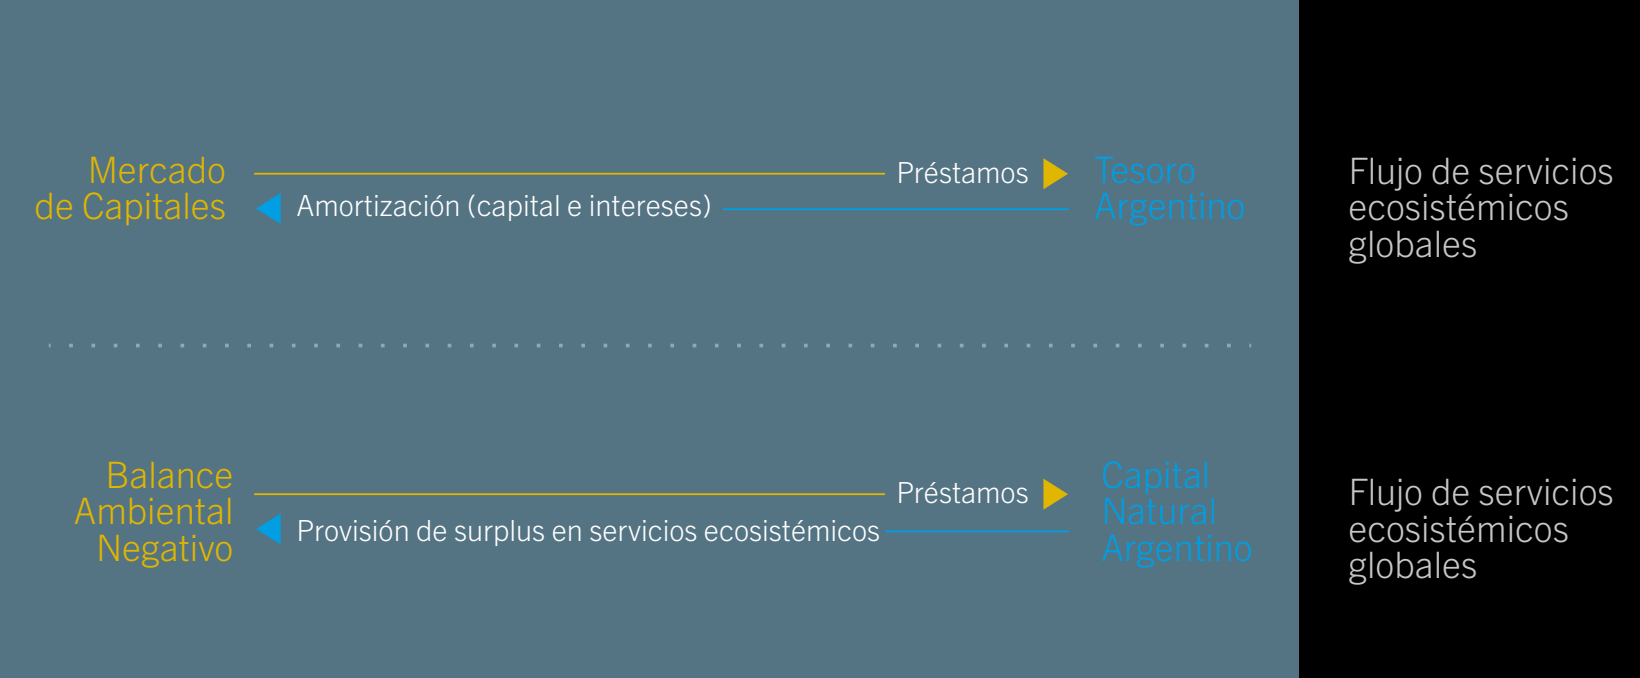 Mercado
de Capitales
Préstamos
Amortización (capital e intereses)
Tesoro
Argentino
Flujo de servicios
ecosistémicos
globales
Balance
Ambiental
Negativo
Préstamos
Provisión de surplus en servicios ecosistémicos
Capital
Natural
Argentino
Flujo de servicios
ecosistémicos
globales